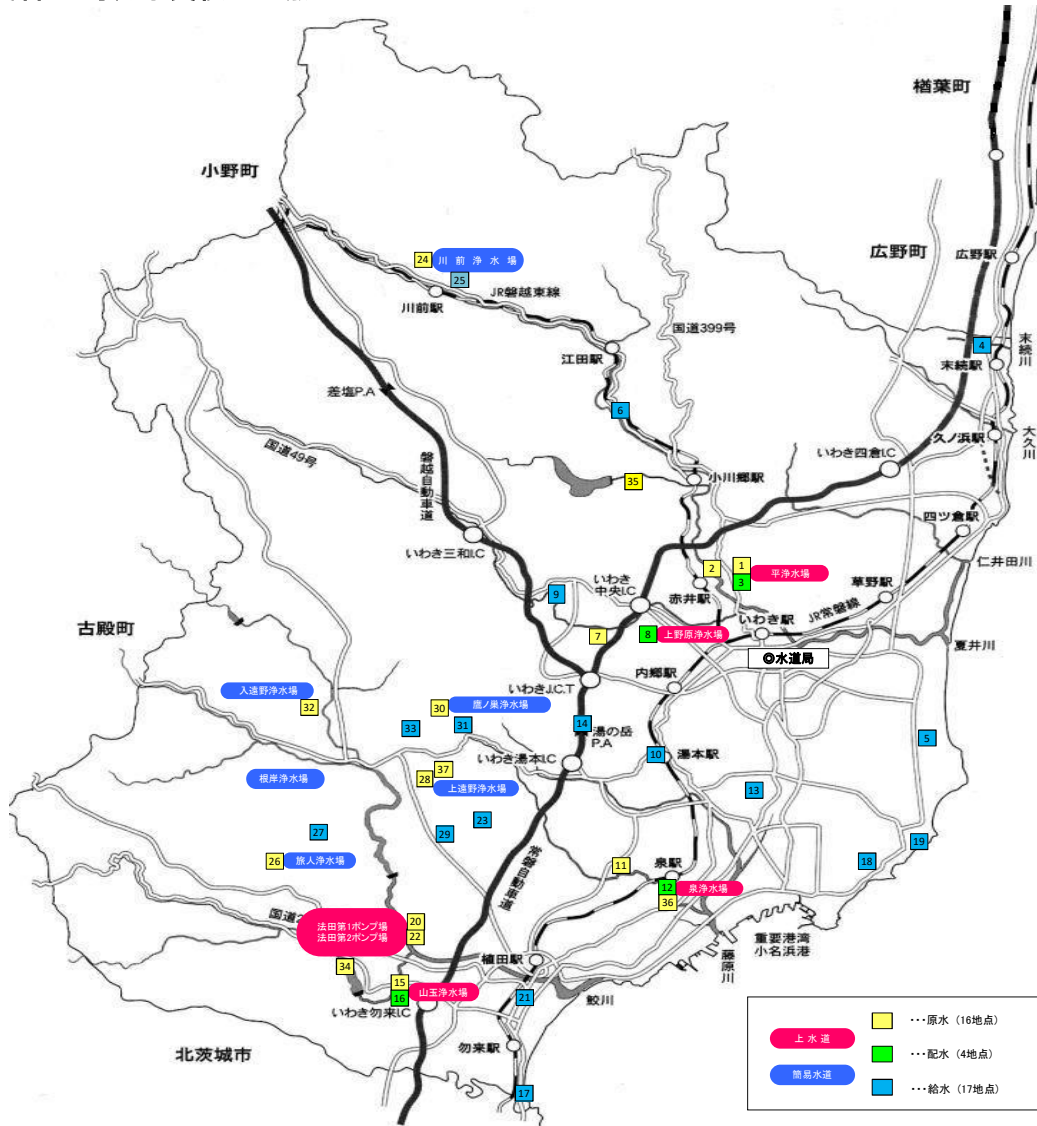 楢葉町
小野町
広野町
広野駅
24
川前浄水場
25
JR磐越東線
川前駅
国道399号
末続川
4
末続駅
江田駅
差塩P.A
6
久ノ浜駅
大久川
国道49号
磐越自動車道
いわき四倉I.C
35
小川郷駅
四ツ倉駅
いわき三和I.C
仁井田川
2
1
平浄水場
3
いわき中央I.C
赤井駅
草野駅
9
JR常磐線
いわき駅
古殿町
7
8
上野原浄水場
夏井川
◎水道局
内郷駅
いわきJ.C.T
入遠野浄水場
32
30
鷹ノ巣浄水場
33
31
14
湯の岳P.A
5
10
湯本駅
いわき湯本I.C
37
28
上遠野浄水場
根岸浄水場
13
23
27
29
19
常磐自動車道
26
旅人浄水場
11
泉駅
18
12
泉浄水場
36
国道2
法田第1ポンプ場
法田第2ポンプ場
20
22
重要港湾
小名浜港
藤原川
植田駅
34
15
16
山玉浄水場
21
鮫川
いわき勿来I.C
勿来駅
北茨城市
17
上水道
簡易水道
・・・原水（16地点）
・・・配水（4地点）
・・・給水（17地点）